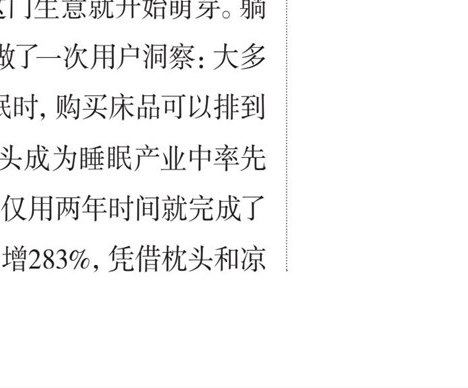 门生意就开始萌芽。躺
做了一次用户洞察：大多
眠时，购买床品可以排到
头成为睡眠产业中率先
仅用两年时间就完成了
增283%，凭借枕头和凉